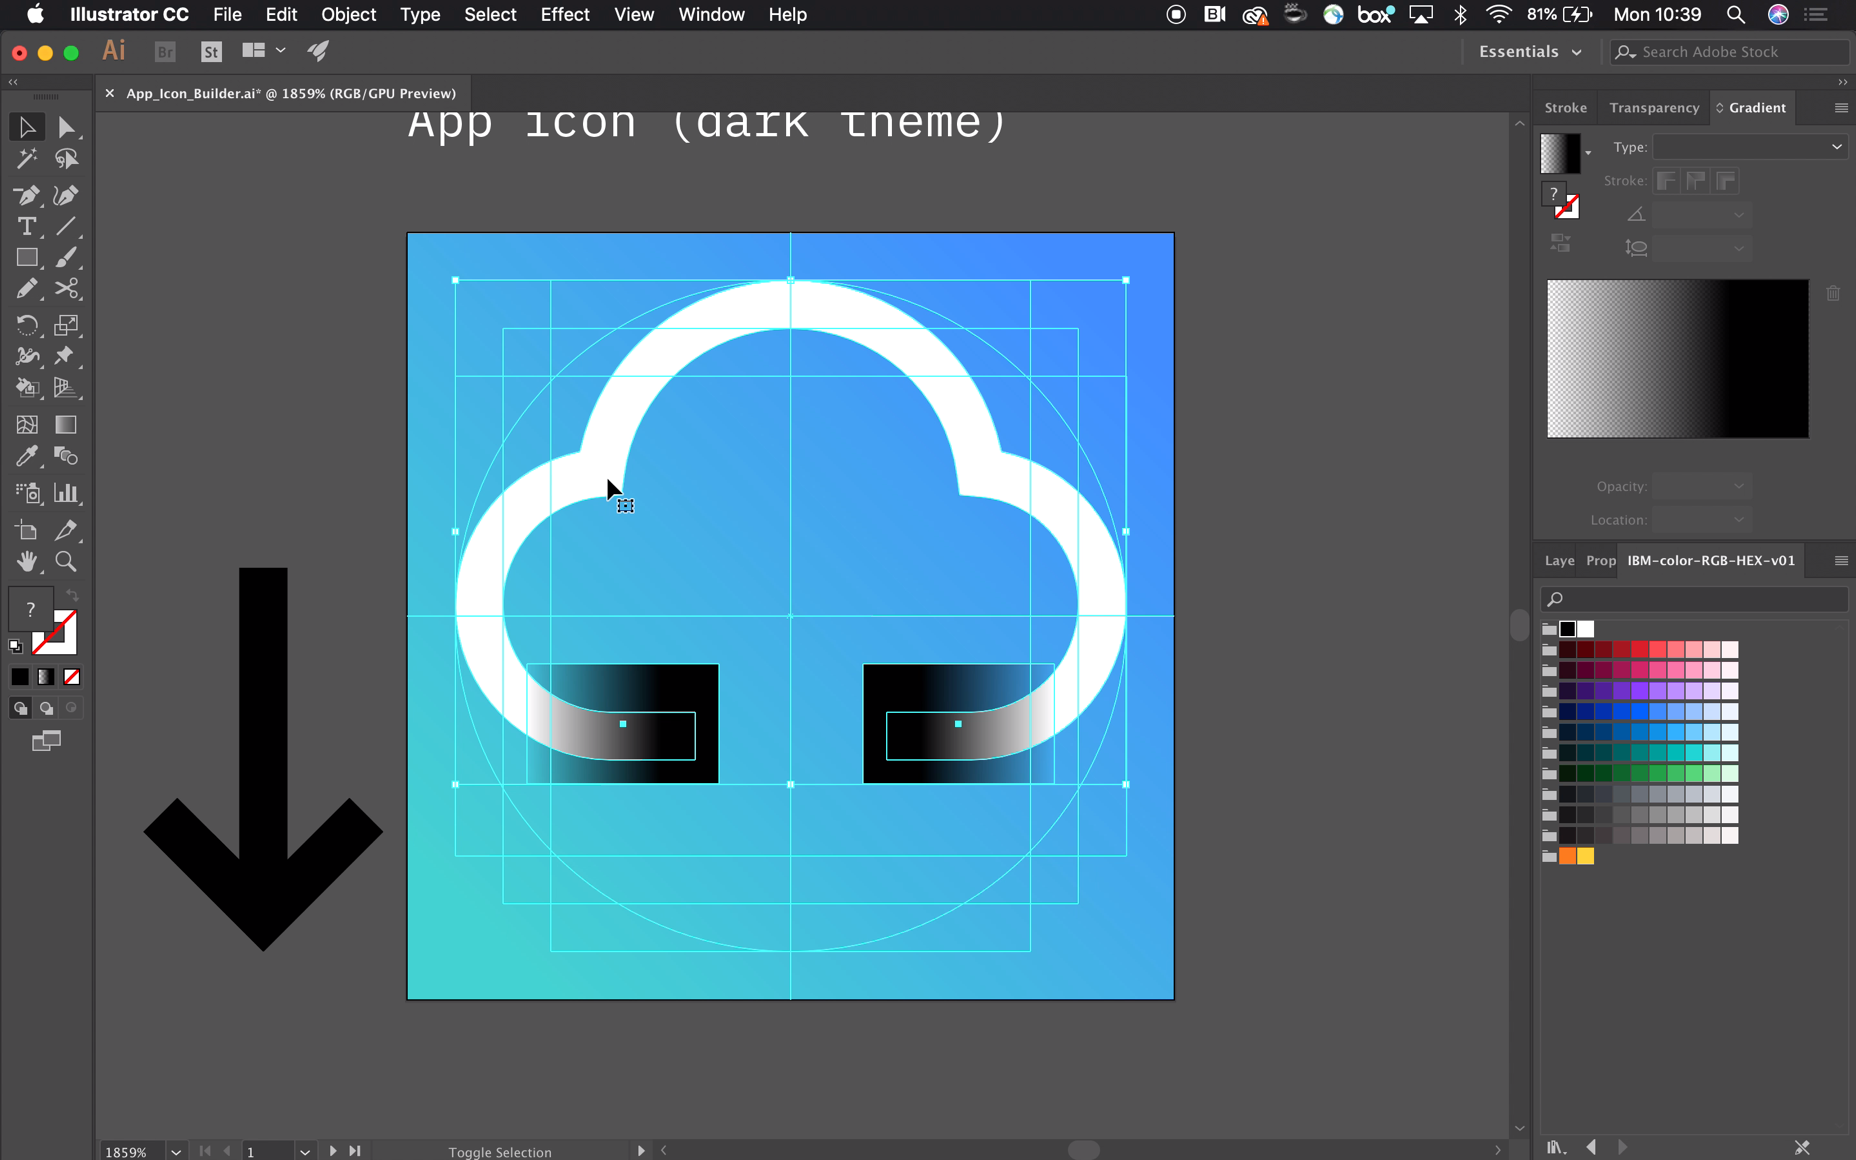 Illustrator CC File Edit Object Type Select Effect View Window Help
box 81% Mon 10:39
Ai Br St Essentials Search Adobe Stock
App_Icon_Builder.ai* @ 1859% (RGB/GPU Preview)
Stroke Transparency Gradient
App icon (dark theme)
Type:
Stroke:
?
Opacity:
Location:
Laye Prop IBM-color-RGB-HEX-v01
?
1859% 1 Toggle Selection